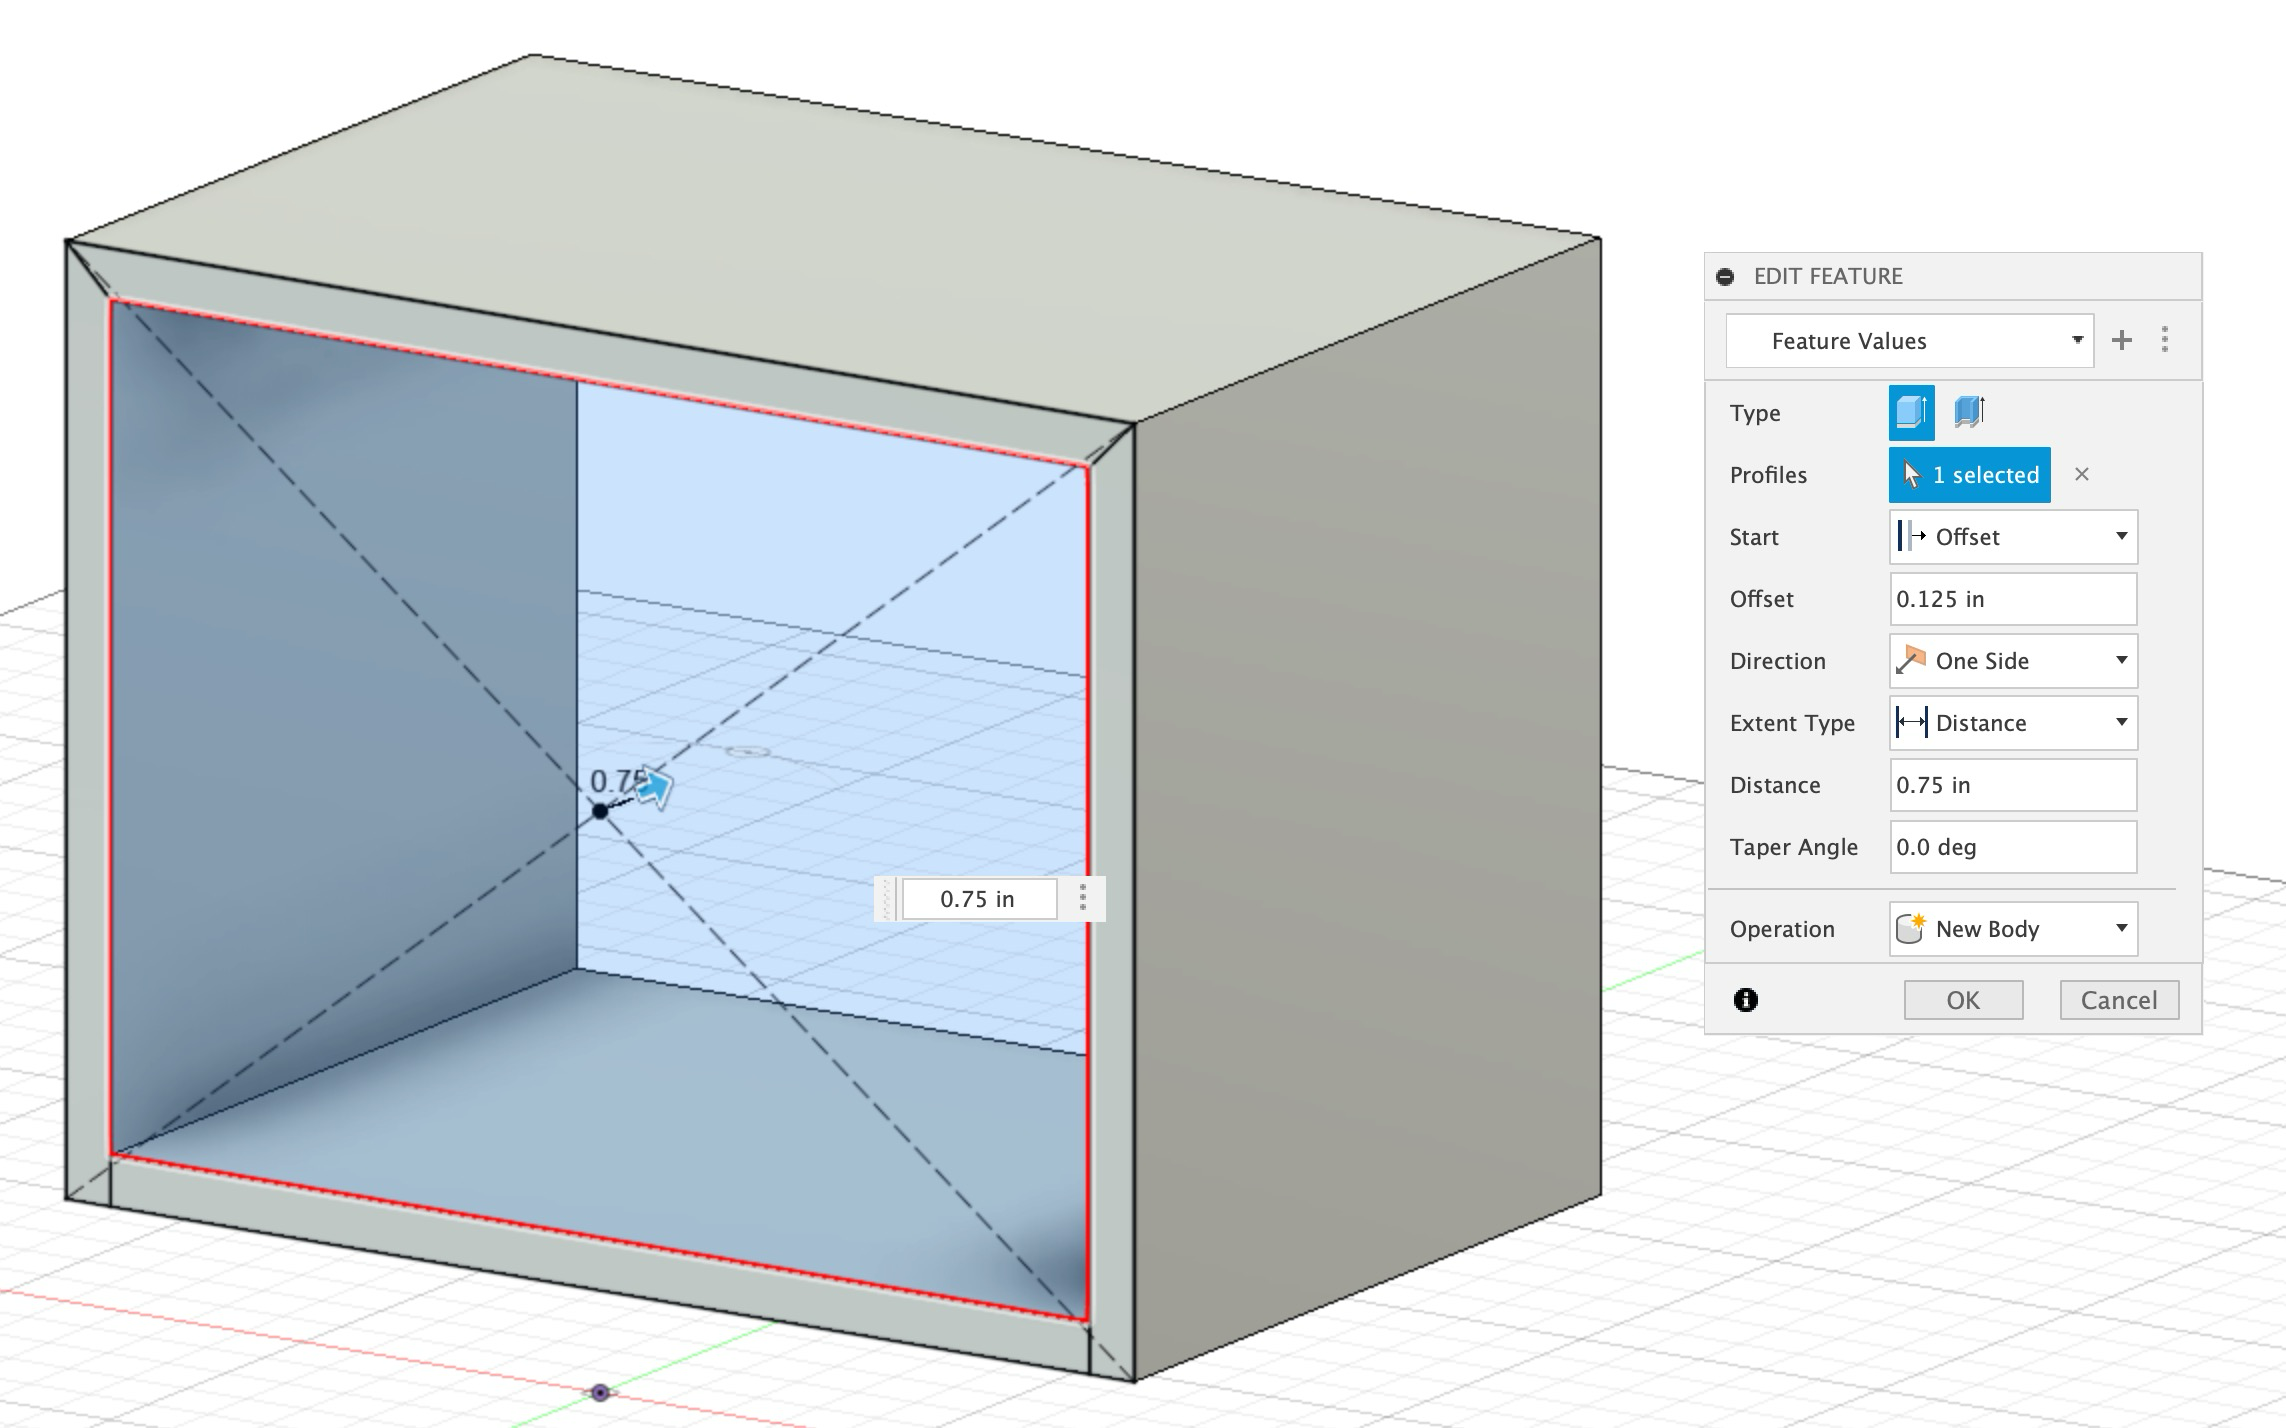 EDIT FEATURE
Feature Values
Type
Profiles 1 selected
Start Offset
Offset 0.125 in
Direction One Side
Extent Type Distance
Distance 0.75 in
Taper Angle 0.0 deg
Operation New Body
OK Cancel
0.75
0.75 in